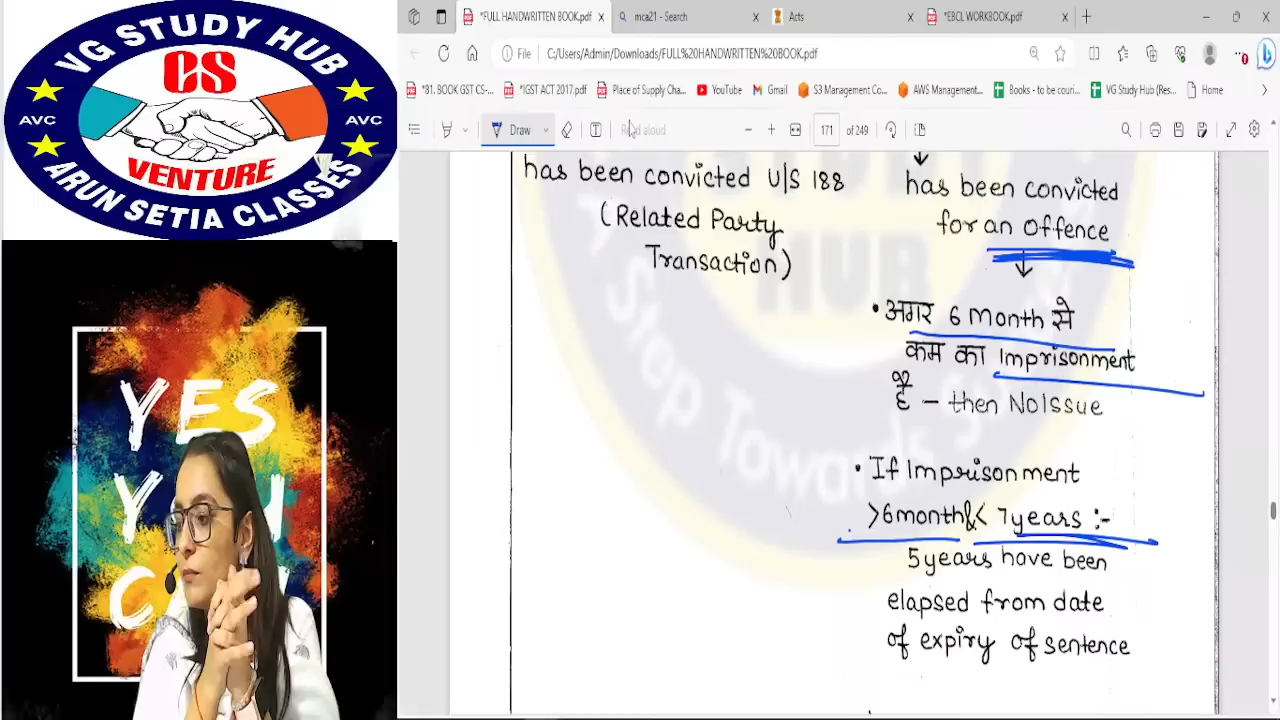 VG STUDY HUB
CS
AVC
AVC
VENTURE
ARUN SETIA CLASSES
YES
Y
C
*FULL HANDWRITTEN BOOK.pdf
mca21 - Search
Acts
*EBCL WORKBOOK.pdf
File
C:/Users/Admin/Downloads/FULL%20HANDWRITTEN%20BOOK.pdf
*81. BOOK GST CS-...
*IGST ACT 2017.pdf
Place of Supply Cha...
YouTube
Gmail
S3 Management Co...
AWS Management...
Books - to be couri...
VG Study Hub (Res...
Home
Draw
Read aloud
171 of 249
has been convicted U/S 188
(Related Party
Transaction)
has been convicted
for an Offence
• अगर 6 Month से
कम का Imprisonment
है – then No Issue
• If Imprisonment
>6month & < 7years :-
5 years have been
elapsed from date
of expiry of sentence
HUB